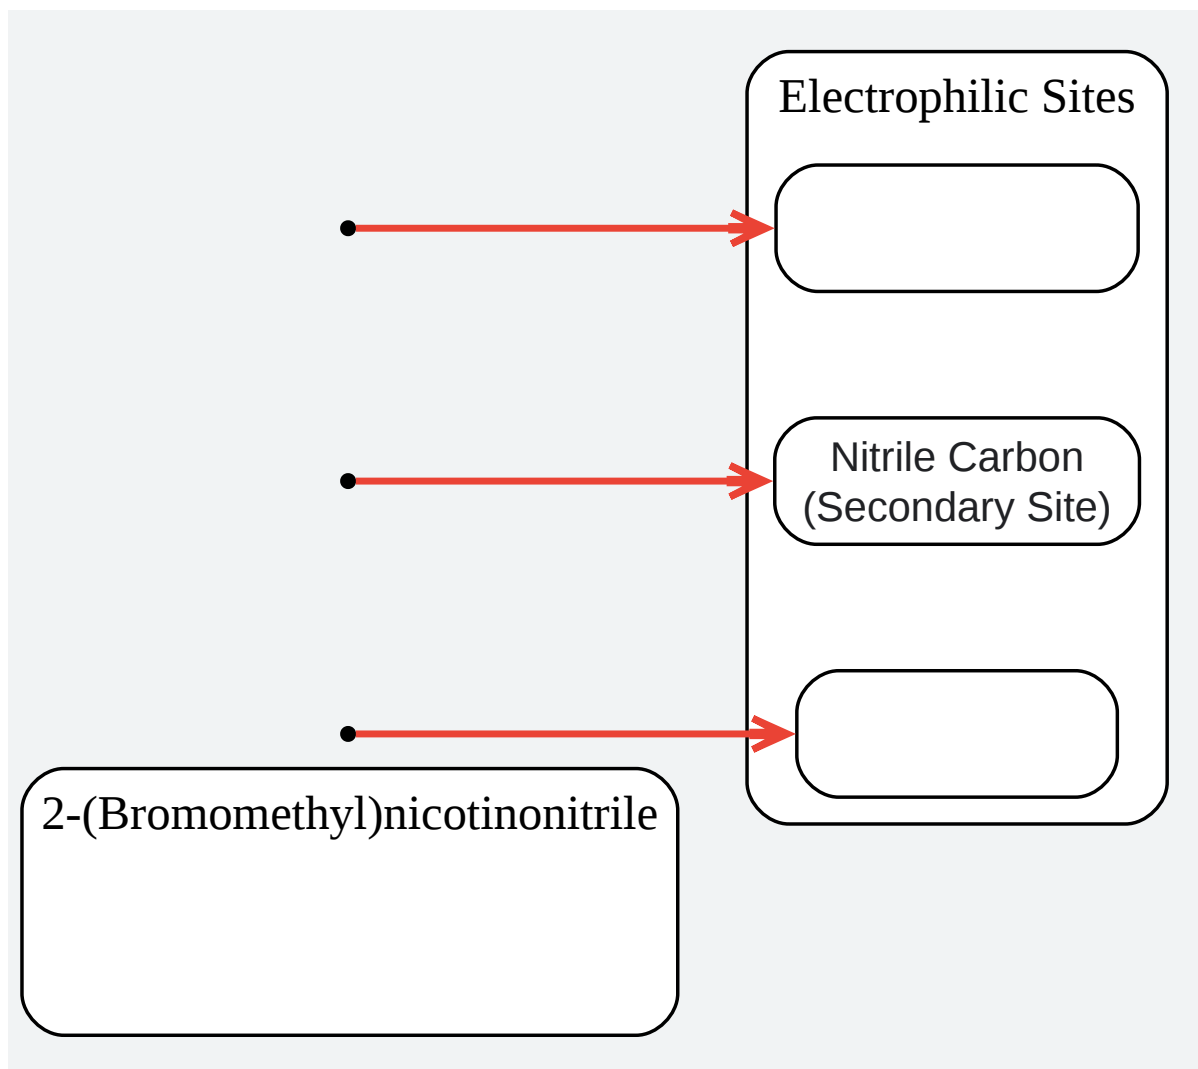 Electrophilic Sites
Nitrile Carbon
(Secondary Site)
2-(Bromomethyl)nicotinonitrile